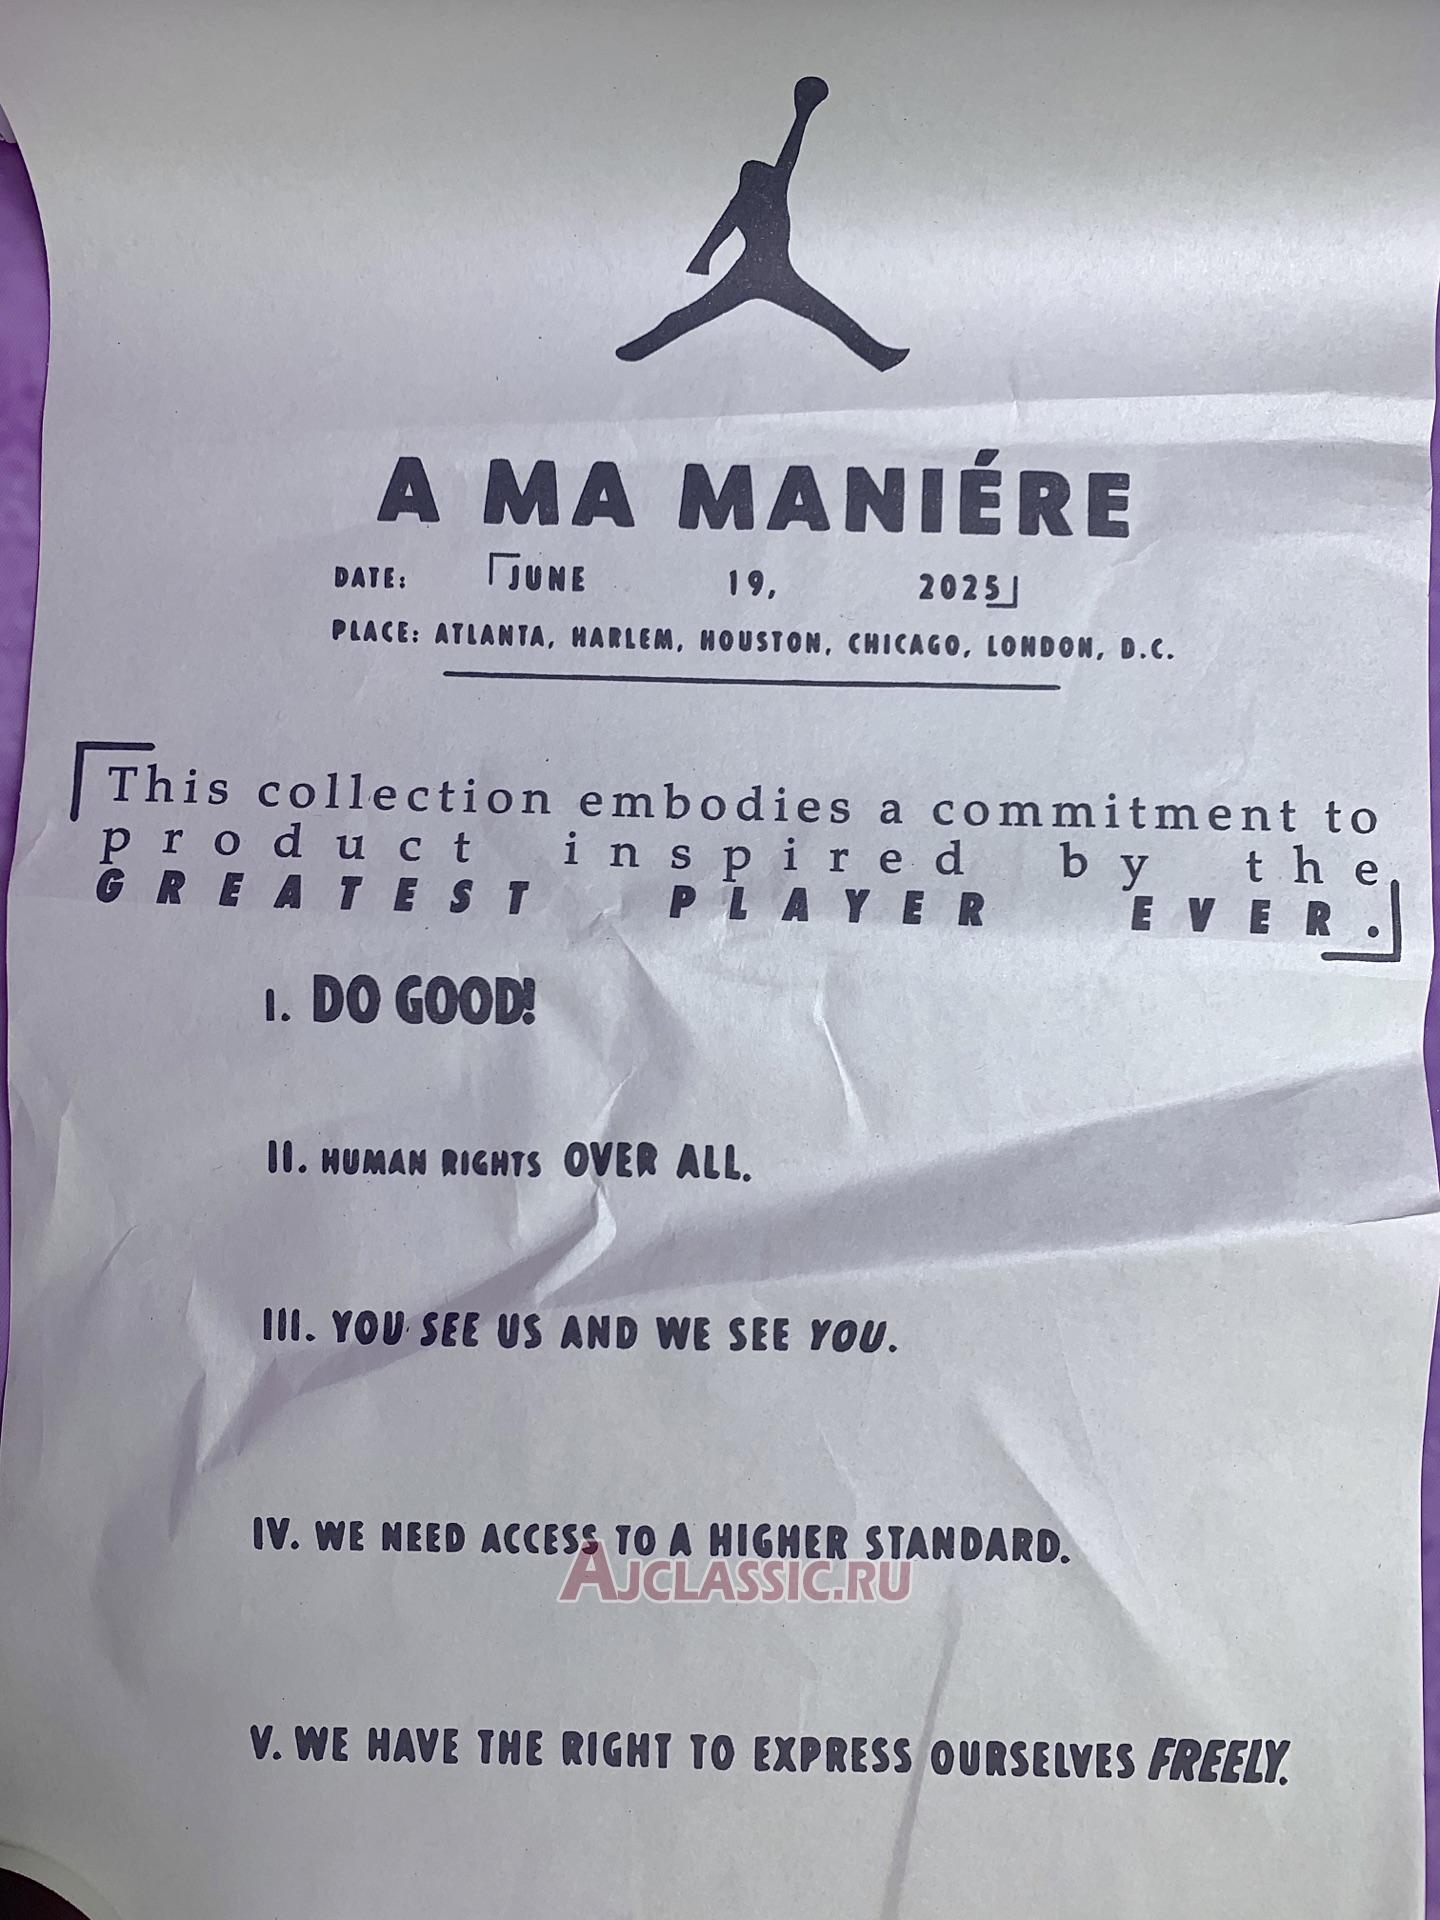 A MA MANIÉRE
DATE: 「JUNE 19, 2025」
PLACE: ATLANTA, HARLEM, HOUSTON, CHICAGO, LONDON, D.C.
「This collection embodies a commitment to
product inspired by the
GREATEST PLAYER EVER.」
I. DO GOOD!
II. HUMAN RIGHTS OVER ALL.
III. YOU SEE US AND WE SEE YOU.
IV. WE NEED ACCESS TO A HIGHER STANDARD.
AJCLASSIC.RU
V. WE HAVE THE RIGHT TO EXPRESS OURSELVES FREELY.